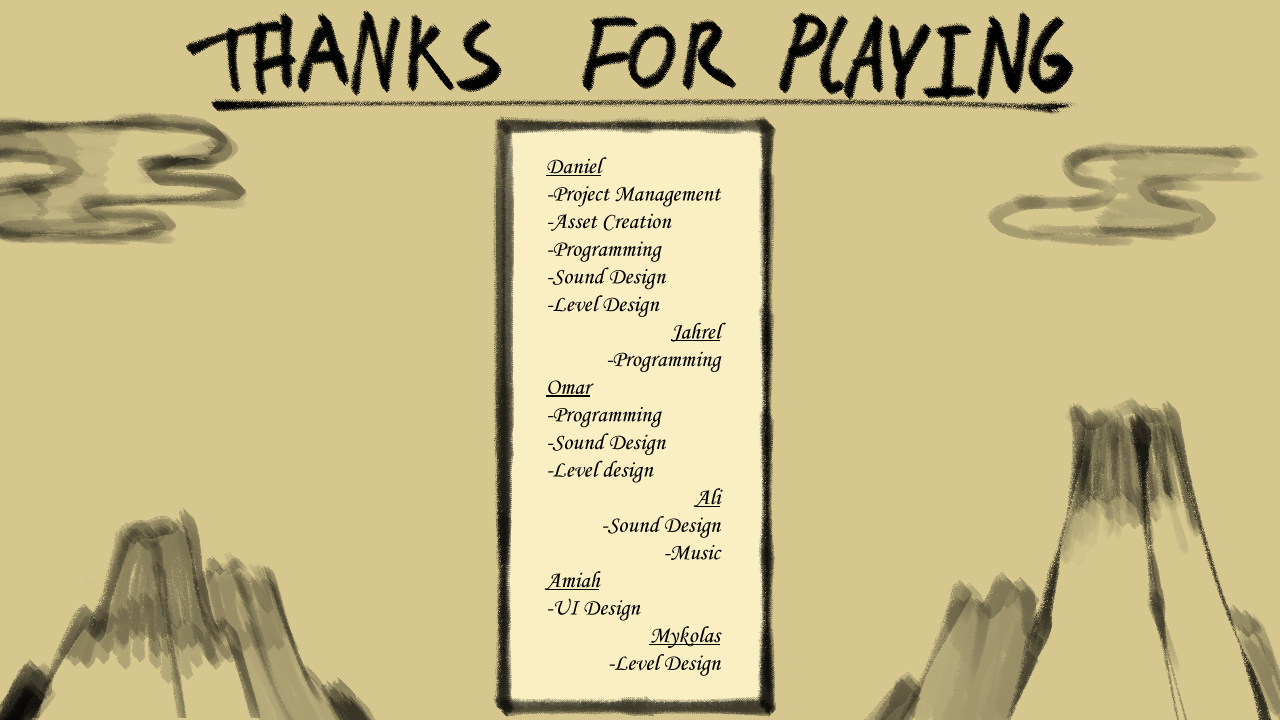 THANKS FOR PLAYING
Daniel
-Project Management
-Asset Creation
-Programming
-Sound Design
-Level Design
Jahrel
-Programming
Omar
-Programming
-Sound Design
-Level design
Ali
-Sound Design
-Music
Amiah
-UI Design
Mykolas
-Level Design